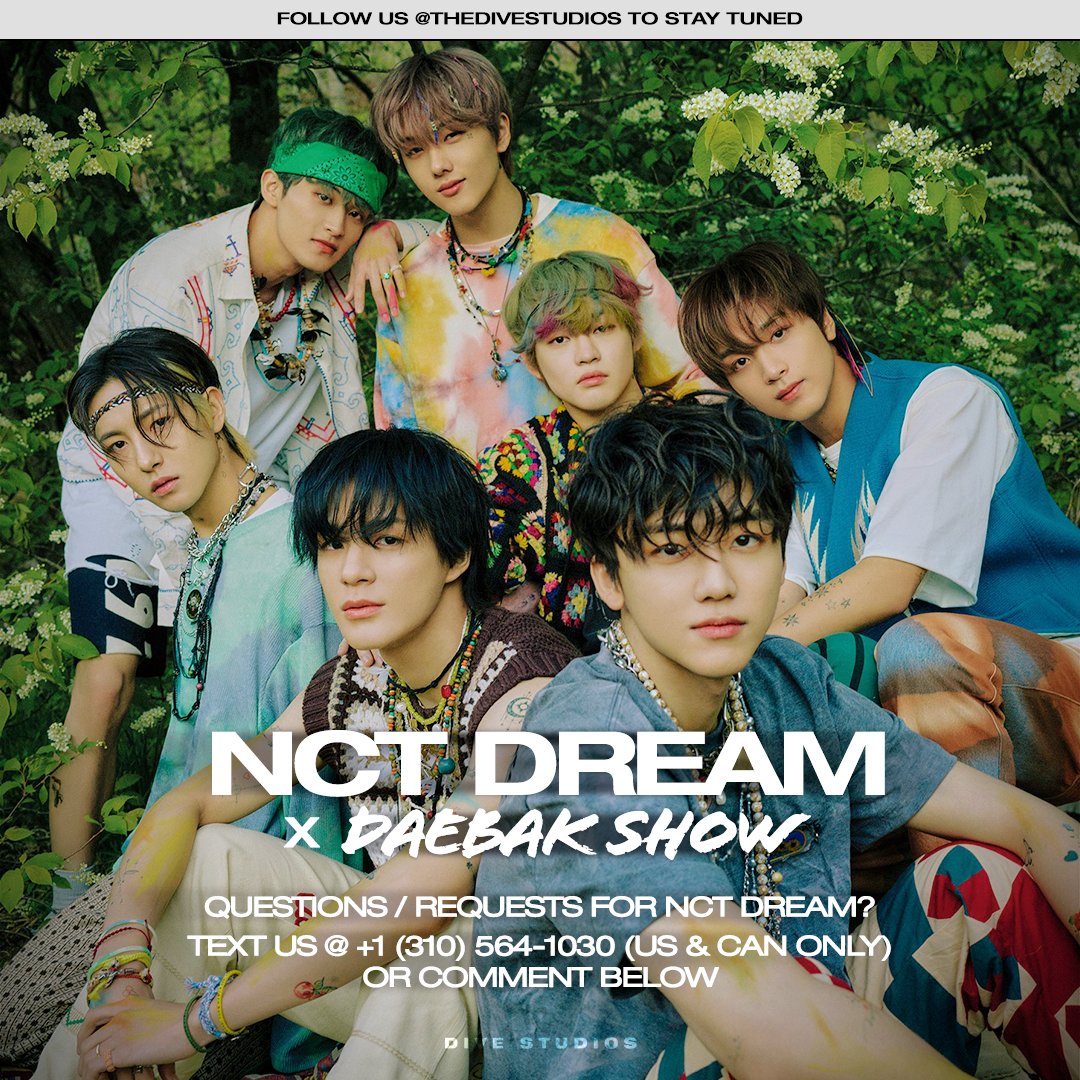 FOLLOW US @THEDIVESTUDIOS TO STAY TUNED
NCT DREAM
x DAEBAK SHOW
QUESTIONS / REQUESTS FOR NCT DREAM?
TEXT US @ +1 (310) 564-1030 (US & CAN ONLY)
OR COMMENT BELOW
DIVE STUDIOS